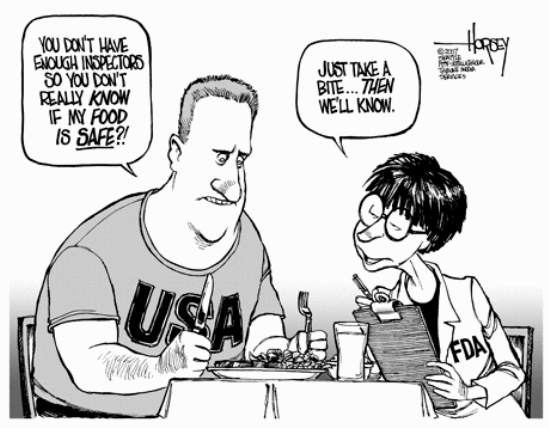 YOU DON'T HAVE
ENOUGH INSPECTORS
SO YOU DON'T
REALLY KNOW
IF MY FOOD
IS SAFE?!
JUST TAKE A
BITE... THEN
WE'LL KNOW.
HORSEY
©2007
SEATTLE
POST-INTELLIGENCER
TRIBUNE MEDIA
SERVICES
USA
FDA